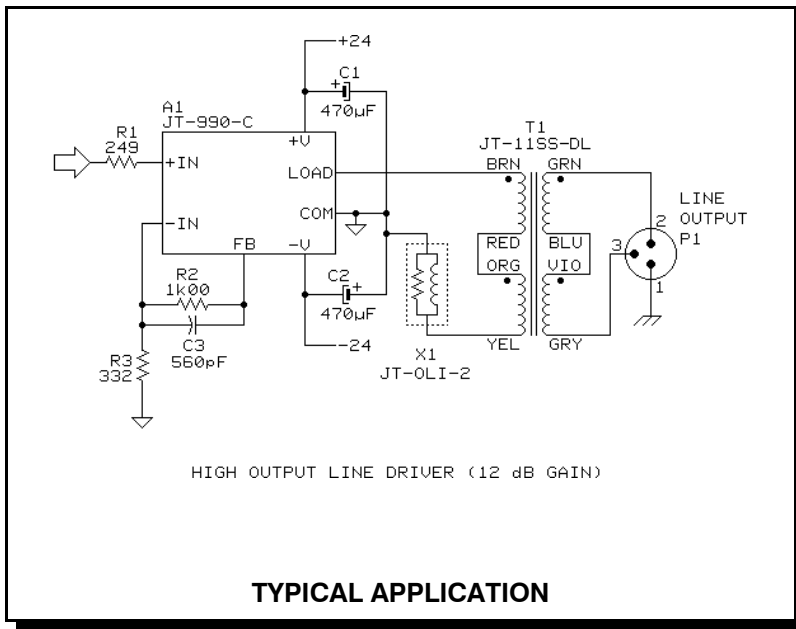 +24
C1
+
470µF
A1
JT-990-C
R1
249
+V
T1
JT-11SS-DL
+IN
LOAD
BRN GRN
LINE
OUTPUT
P1
-IN
COM
2
3
1
FB
-V
RED BLU
ORG VIO
R2
1k00
C2
+
470µF
C3
560pF
R3
332
-24
YEL GRY
X1
JT-OLI-2
HIGH OUTPUT LINE DRIVER (12 dB GAIN)
TYPICAL APPLICATION